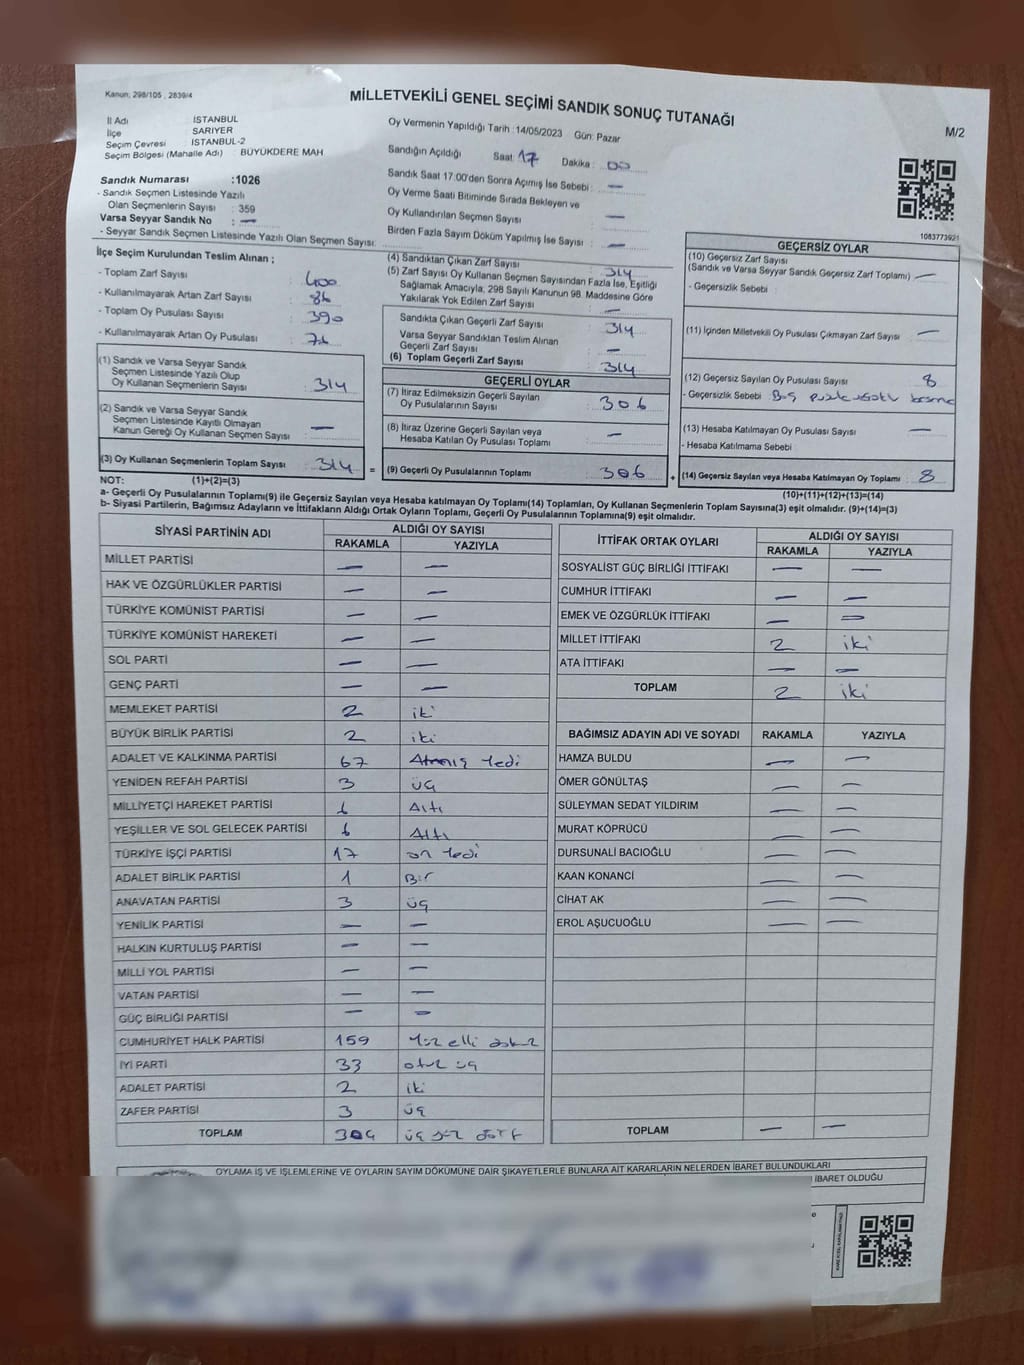 Kanun: 298/105 , 2839/4
MİLLETVEKİLİ GENEL SEÇİMİ SANDIK SONUÇ TUTANAĞI
M/2
İl Adı : İSTANBUL
İlçe SARIYER
Seçim Çevresi : İSTANBUL-2
Seçim Bölgesi (Mahalle Adı) : BÜYÜKDERE MAH
Sandık Numarası :1026
- Sandık Seçmen Listesinde Yazılı
Olan Seçmenlerin Sayısı : 359
Varsa Seyyar Sandık No : —
- Seyyar Sandık Seçmen Listesinde Yazılı Olan Seçmen Sayısı:
Oy Vermenin Yapıldığı Tarih :14/05/2023 Gün: Pazar
Sandığın Açıldığı Saat: 17 Dakika : 00
Sandık Saat 17:00'den Sonra Açımış İse Sebebi : —
Oy Verme Saati Bitiminde Sırada Bekleyen ve
Oy Kullandırılan Seçmen Sayısı : —
Birden Fazla Sayım Döküm Yapılmış İse Sayısı : —
1083773921
İlçe Seçim Kurulundan Teslim Alınan ;
- Toplam Zarf Sayısı : 400
- Kullanılmayarak Artan Zarf Sayısı : 86
- Toplam Oy Pusulası Sayısı : 390
- Kullanılmayarak Artan Oy Pusulası : 76
(1) Sandık ve Varsa Seyyar Sandık
Seçmen Listesinde Yazılı Olup
Oy Kullanan Seçmenlerin Sayısı : 314
(2) Sandık ve Varsa Seyyar Sandık
Seçmen Listesinde Kayıtlı Olmayan
Kanun Gereği Oy Kullanan Seçmen Sayısı : —
(3) Oy Kullanan Seçmenlerin Toplam Sayısı : 314 =
(4) Sandıktan Çıkan Zarf Sayısı : 314
(5) Zarf Sayısı Oy Kullanan Seçmen Sayısından Fazla İse, Eşitliği
Sağlamak Amacıyla, 298 Sayılı Kanunun 98. Maddesine Göre
Yakılarak Yok Edilen Zarf Sayısı : —
Sandıkta Çıkan Geçerli Zarf Sayısı : 314
Varsa Seyyar Sandıktan Teslim Alınan
Geçerli Zarf Sayısı : —
(6) Toplam Geçerli Zarf Sayısı : 314
GEÇERLİ OYLAR
(7) İtiraz Edilmeksizin Geçerli Sayılan
Oy Pusulalarının Sayısı : 306
(8) İtiraz Üzerine Geçerli Sayılan veya
Hesaba Katılan Oy Pusulası Toplamı : —
(9) Geçerli Oy Pusulalarının Toplamı : 306 +
GEÇERSİZ OYLAR
(10) Geçersiz Zarf Sayısı
(Sandık ve Varsa Seyyar Sandık Geçersiz Zarf Toplamı) : —
- Geçersizlik Sebebi :
(11) İçinden Milletvekili Oy Pusulası Çıkmayan Zarf Sayısı : —
(12) Geçersiz Sayılan Oy Pusulası Sayısı : 8
- Geçersizlik Sebebi
(13) Hesaba Katılmayan Oy Pusulası Sayısı : —
- Hesaba Katılmama Sebebi
(14) Geçersiz Sayılan veya Hesaba Katılmayan Oy Toplamı : 8
NOT: (1)+(2)=(3)
(10)+(11)+(12)+(13)=(14)
a- Geçerli Oy Pusulalarının Toplamı(9) ile Geçersiz Sayılan veya Hesaba katılmayan Oy Toplamı(14) Toplamları, Oy Kullanan Seçmenlerin Toplam Sayısına(3) eşit olmalıdır. (9)+(14)=(3)
b- Siyasi Partilerin, Bağımsız Adayların ve İttifakların Aldığı Ortak Oyların Toplamı, Geçerli Oy Pusulalarının Toplamına(9) eşit olmalıdır.
SİYASİ PARTİNİN ADI ALDIĞI OY SAYISI
RAKAMLA YAZIYLA
MİLLET PARTİSİ — —
HAK VE ÖZGÜRLÜKLER PARTİSİ — —
TÜRKİYE KOMÜNİST PARTİSİ — —
TÜRKİYE KOMÜNİST HAREKETİ — —
SOL PARTİ — —
GENÇ PARTİ — —
MEMLEKET PARTİSİ 2 iki
BÜYÜK BİRLİK PARTİSİ 2 iki
ADALET VE KALKINMA PARTİSİ 67 Atmış Yedi
YENİDEN REFAH PARTİSİ 3 üç
MİLLİYETÇİ HAREKET PARTİSİ 6 Altı
YEŞİLLER VE SOL GELECEK PARTİSİ 6 Altı
TÜRKİYE İŞÇİ PARTİSİ 17 on Yedi
ADALET BİRLİK PARTİSİ 1 Bir
ANAVATAN PARTİSİ 3 üç
YENİLİK PARTİSİ — —
HALKIN KURTULUŞ PARTİSİ — —
MİLLİ YOL PARTİSİ — —
VATAN PARTİSİ — —
GÜÇ BİRLİĞİ PARTİSİ — —
CUMHURİYET HALK PARTİSİ 159 Yüz elli dokuz
İYİ PARTİ 33 otuz üç
ADALET PARTİSİ 2 iki
ZAFER PARTİSİ 3 üç
TOPLAM 304 üç yüz dört
İTTİFAK ORTAK OYLARI ALDIĞI OY SAYISI
RAKAMLA YAZIYLA
SOSYALİST GÜÇ BİRLİĞİ İTTİFAKI — —
CUMHUR İTTİFAKI — —
EMEK VE ÖZGÜRLÜK İTTİFAKI — —
MİLLET İTTİFAKI 2 iki
ATA İTTİFAKI — —
TOPLAM 2 iki
BAĞIMSIZ ADAYIN ADI VE SOYADI RAKAMLA YAZIYLA
HAMZA BULDU — —
ÖMER GÖNÜLTAŞ — —
SÜLEYMAN SEDAT YILDIRIM — —
MURAT KÖPRÜCÜ — —
DURSUNALİ BACIOĞLU — —
KAAN KONANCİ — —
CİHAT AK — —
EROL AŞUCUOĞLU — —
TOPLAM — —
OYLAMA İŞ VE İŞLEMLERİNE VE OYLARIN SAYIM DÖKÜMÜNE DAİR ŞİKAYETLERLE BUNLARA AİT KARARLARIN NELERDEN İBARET BULUNDUKLARI
İBARET OLDUĞU